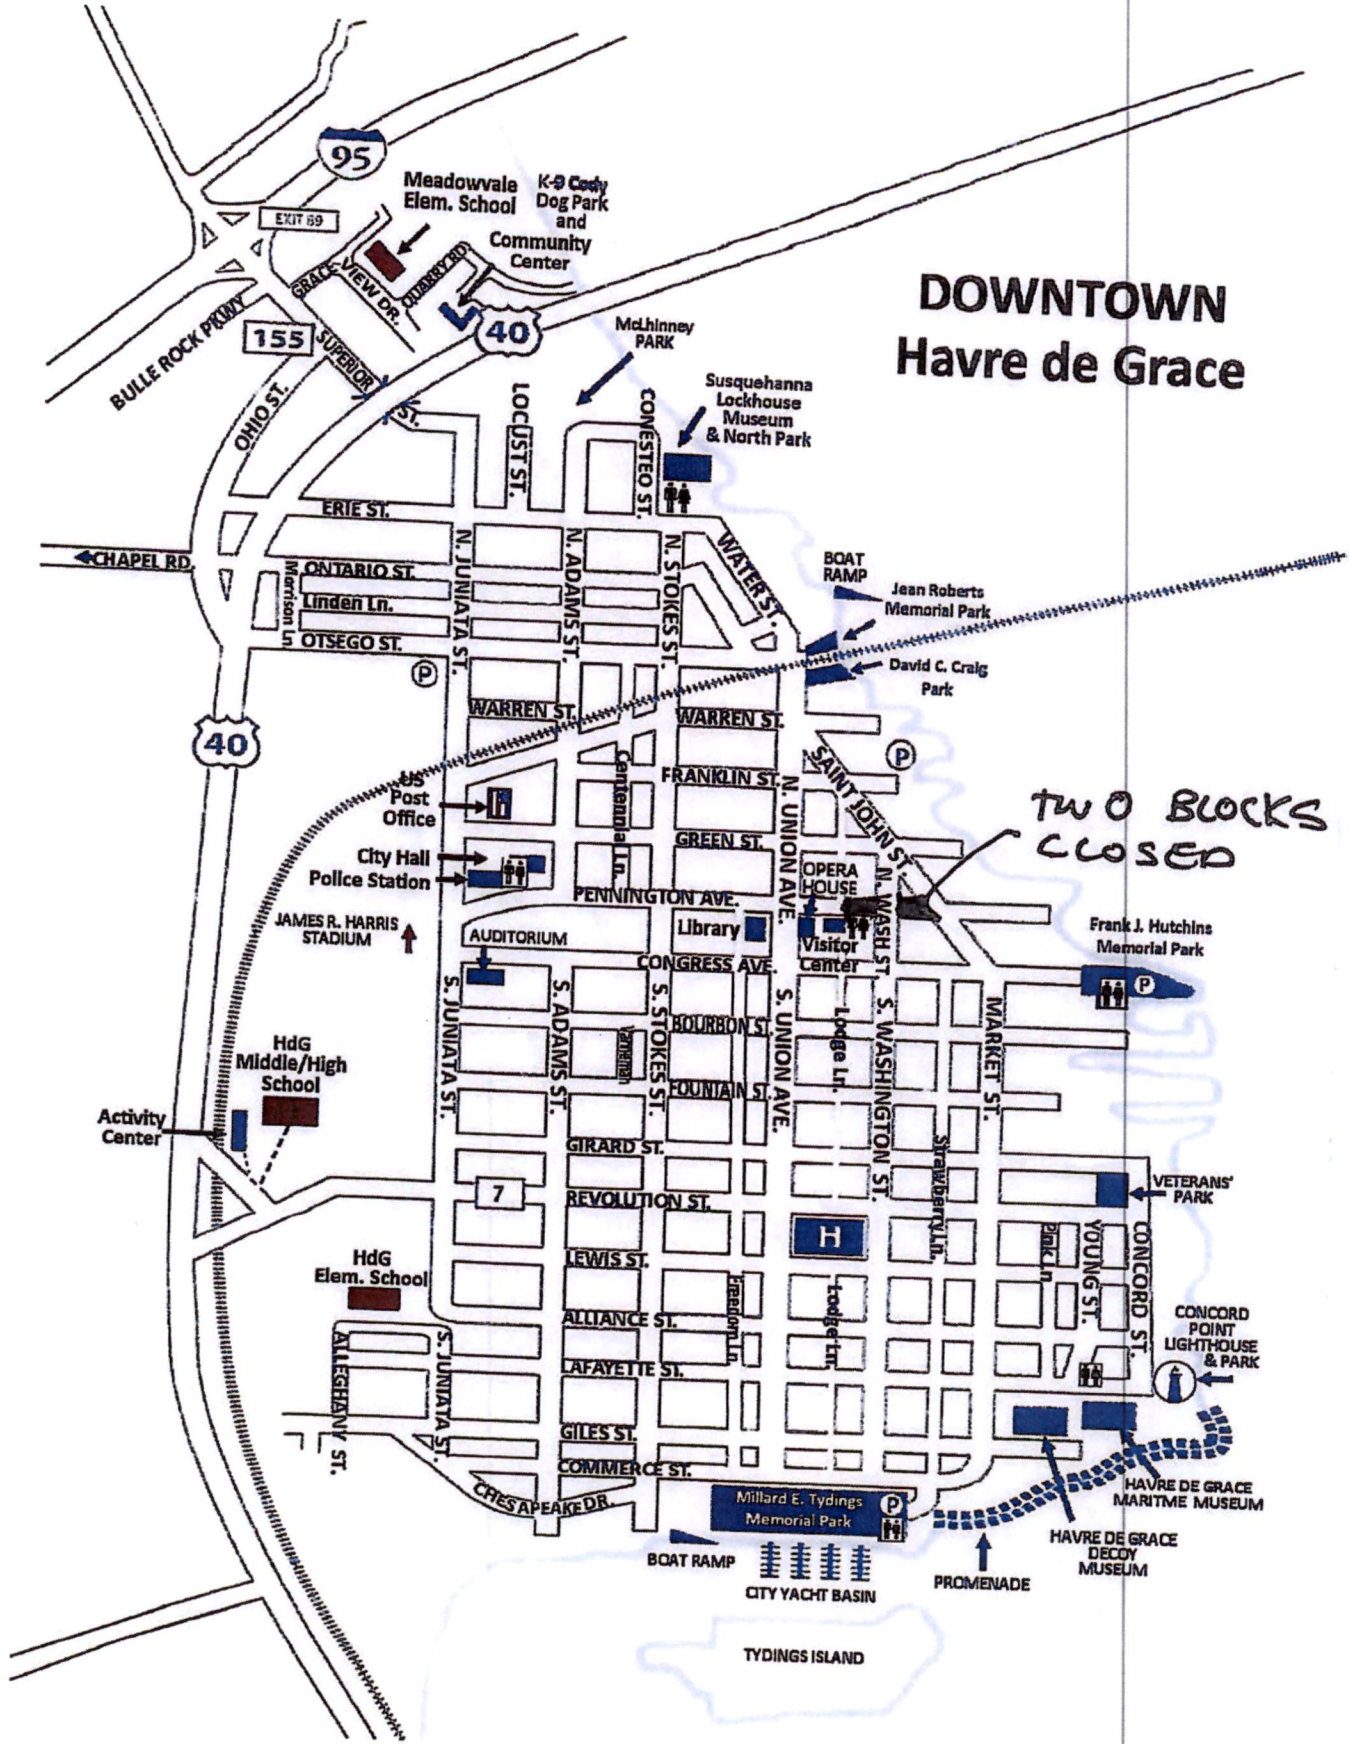 95
EXIT 89
Meadowvale
Elem. School
K-9 Cody
Dog Park
and
Community
Center
GRACE
VIEW DR.
QUARRY RD.
BULLE ROCK PKWY
155
SUPERIOR
ST.
40
OHIO ST.
DOWNTOWN
Havre de Grace
McLhinney
PARK
Susquehanna
Lockhouse
Museum
& North Park
LOCUST ST.
CONESTEO ST.
ERIE ST.
CHAPEL RD.
ONTARIO ST.
Linden Ln.
Morrison Ln
OTSEGO ST.
P
N. JUNIATA ST.
N. ADAMS ST.
N. STOKES ST.
WATER ST.
BOAT
RAMP
Jean Roberts
Memorial Park
David C. Craig
Park
WARREN ST.
WARREN ST.
40
P
FRANKLIN ST.
SAINT JOHN ST.
US
Post
Office
Centennial Ln.
N. UNION AVE.
GREEN ST.
TWO BLOCKS
CLOSED
City Hall
Police Station
OPERA
HOUSE
N. WASH ST.
PENNINGTON AVE.
JAMES R. HARRIS
STADIUM
AUDITORIUM
Library
Visitor
Center
CONGRESS AVE.
Frank J. Hutchins
Memorial Park
P
S. JUNIATA ST.
S. ADAMS ST.
S. STOKES ST.
BOURBON ST.
S. UNION AVE.
Lodge Ln.
S. WASHINGTON ST.
MARKET ST.
HdG
Middle/High
School
FOUNTAIN ST.
Activity
Center
GIRARD ST.
Strawberry Ln.
7
REVOLUTION ST.
VETERANS'
PARK
H
Pink Ln
YOUNG ST.
CONCORD ST.
HdG
Elem. School
LEWIS ST.
Freedom Ln
Lodge Ln.
ALLIANCE ST.
CONCORD
POINT
LIGHTHOUSE
& PARK
ALLEGHANY ST.
S. JUNIATA ST.
LAFAYETTE ST.
GILES ST.
COMMERCE ST.
CHESAPEAKE DR.
Millard E. Tydings
Memorial Park
P
HAVRE DE GRACE
MARITME MUSEUM
HAVRE DE GRACE
DECOY
MUSEUM
BOAT RAMP
CITY YACHT BASIN
PROMENADE
TYDINGS ISLAND